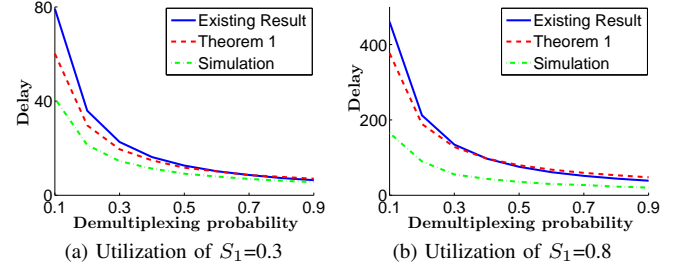 80
40
0
Delay
Existing Result
Theorem 1
Simulation
0.1 0.3 0.5 0.7 0.9
Demultiplexing probability
(a) Utilization of S1=0.3
400
200
0
Delay
Existing Result
Theorem 1
Simulation
0.1 0.3 0.5 0.7 0.9
Demultiplexing probability
(b) Utilization of S1=0.8